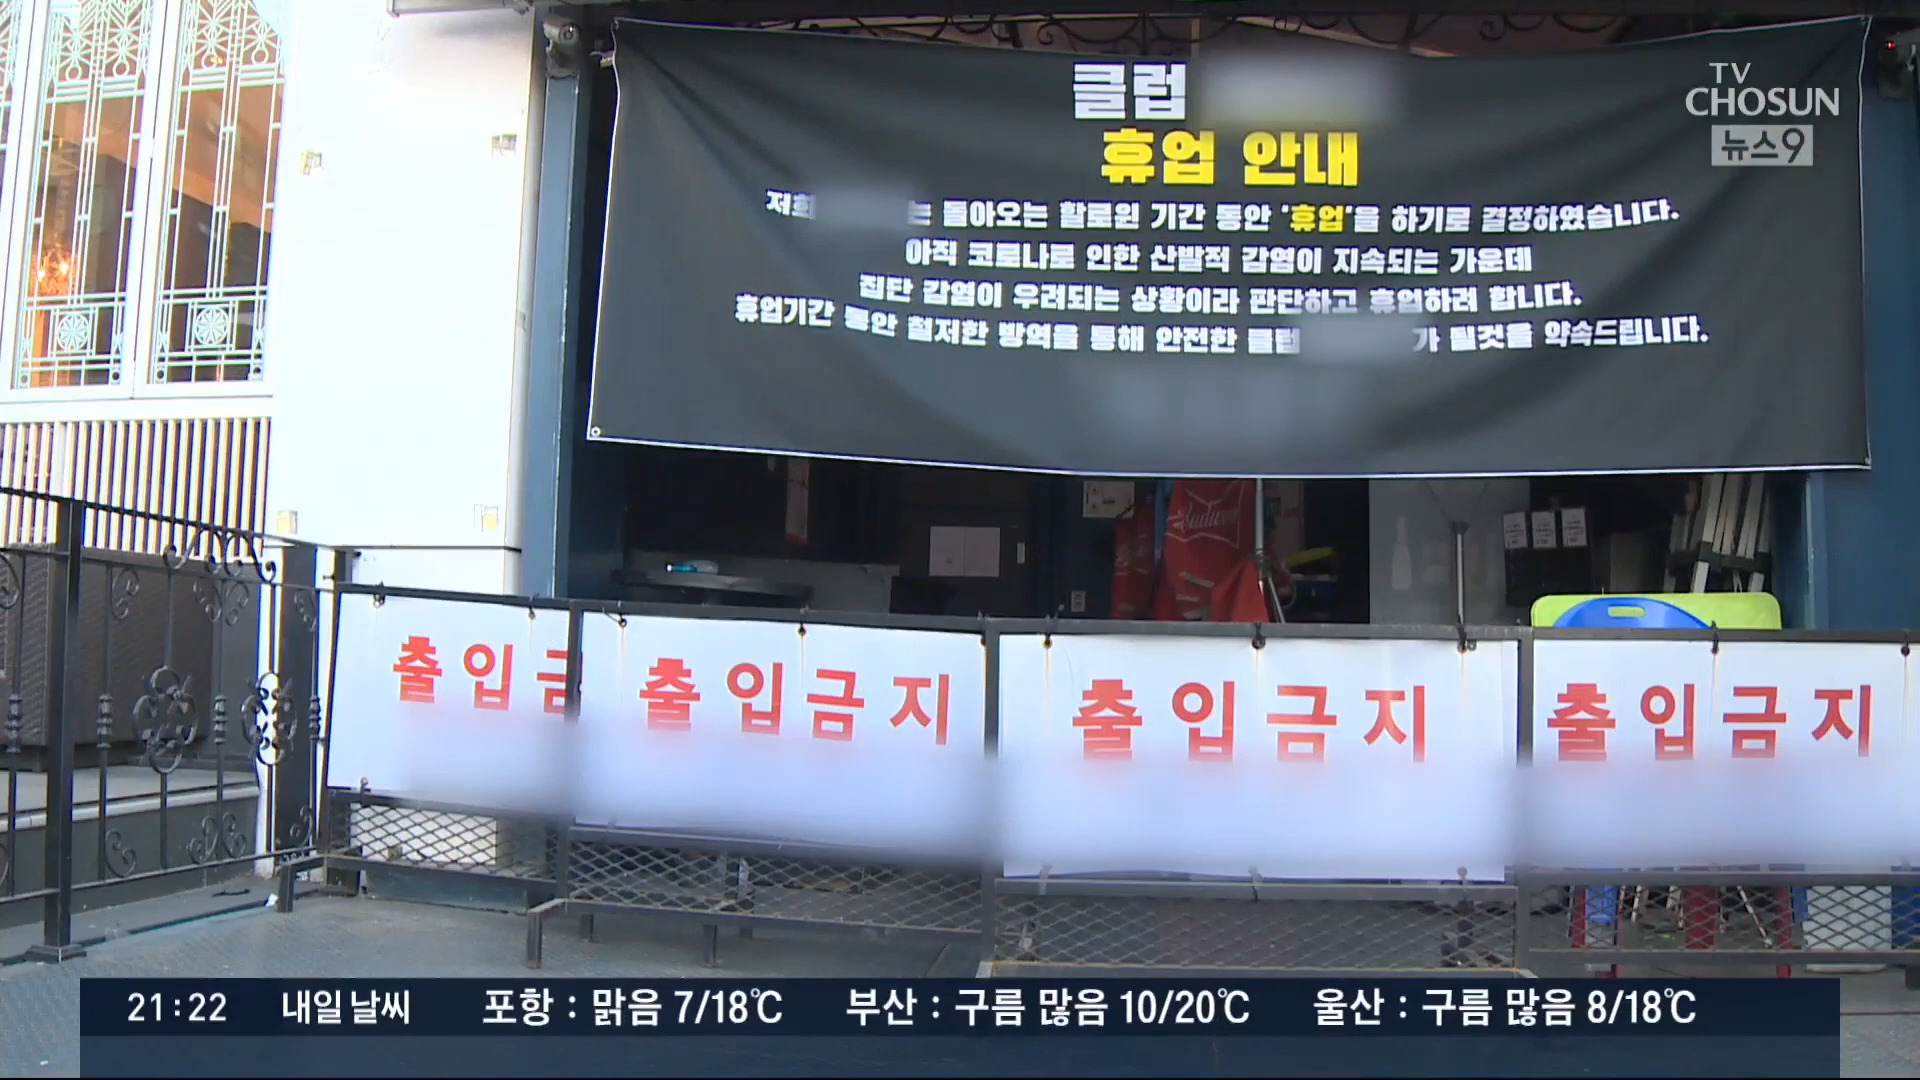 클럽
휴업 안내
저희 는 돌아오는 할로윈 기간 동안 "휴업"을 하기로 결정하였습니다.
아직 코로나로 인한 산발적 감염이 지속되는 가운데
집단 감염이 우려되는 상황이라 판단하고 휴업하려 합니다.
휴업기간 동안 철저한 방역을 통해 안전한 클럽 가 될것을 약속드립니다.
TV
CHOSUN
뉴스9
Budweiser
출입금
출입금지
출입금지
출입금지
21:22 내일 날씨 포항 : 맑음 7/18℃ 부산 : 구름 많음 10/20℃ 울산 : 구름 많음 8/18℃